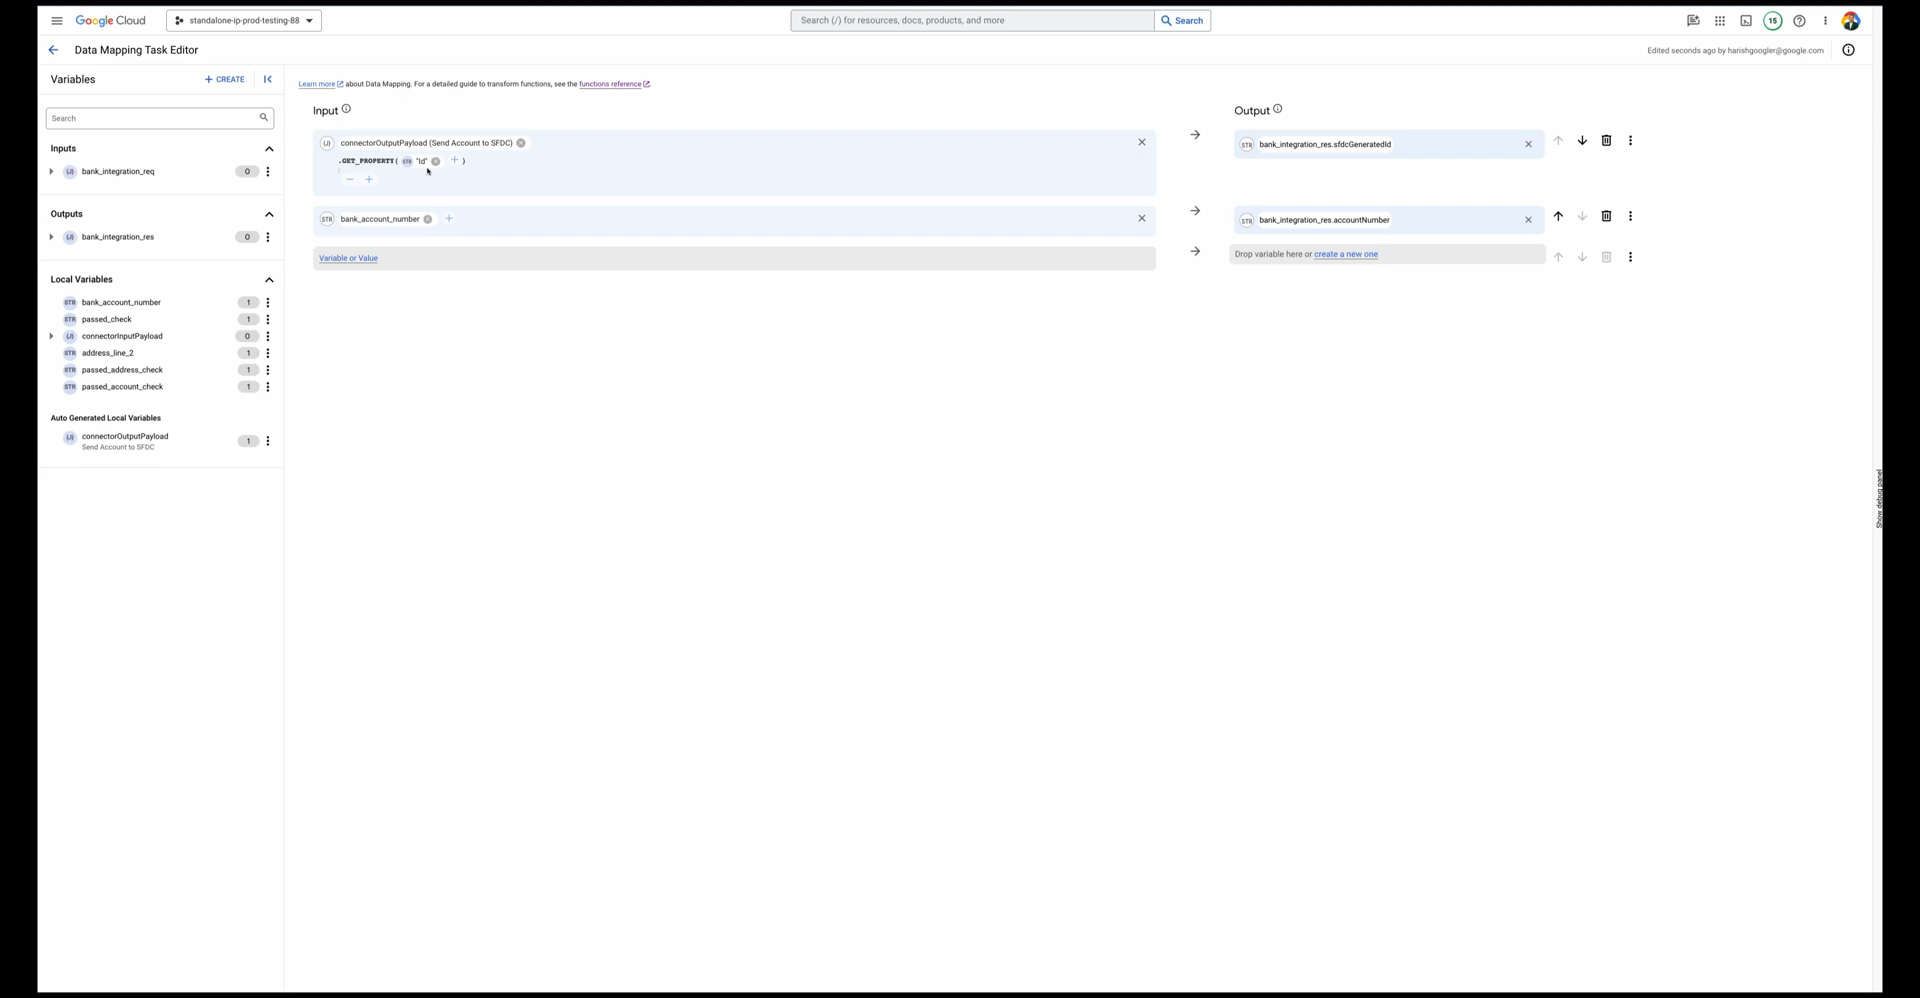 Google Cloud
standalone-ip-prod-testing-88
Search (/) for resources, docs, products, and more
Search
15
Data Mapping Task Editor
Edited seconds ago by harishgoogler@google.com
Variables
+ CREATE
Learn more about Data Mapping. For a detailed guide to transform functions, see the functions reference.
Search
Input
Output
Inputs
{J} bank_integration_req 0
Outputs
{J} bank_integration_res 0
Local Variables
STR bank_account_number 1
STR passed_check 1
{J} connectorInputPayload 0
STR address_line_2 1
STR passed_address_check 1
STR passed_account_check 1
Auto Generated Local Variables
{J} connectorOutputPayload 1
Send Account to SFDC
{J} connectorOutputPayload (Send Account to SFDC)
.GET_PROPERTY( STR "Id" + )
− +
STR bank_integration_res.sfdcGeneratedId
STR bank_account_number +
STR bank_integration_res.accountNumber
Variable or Value
Drop variable here or create a new one
Show debug panel